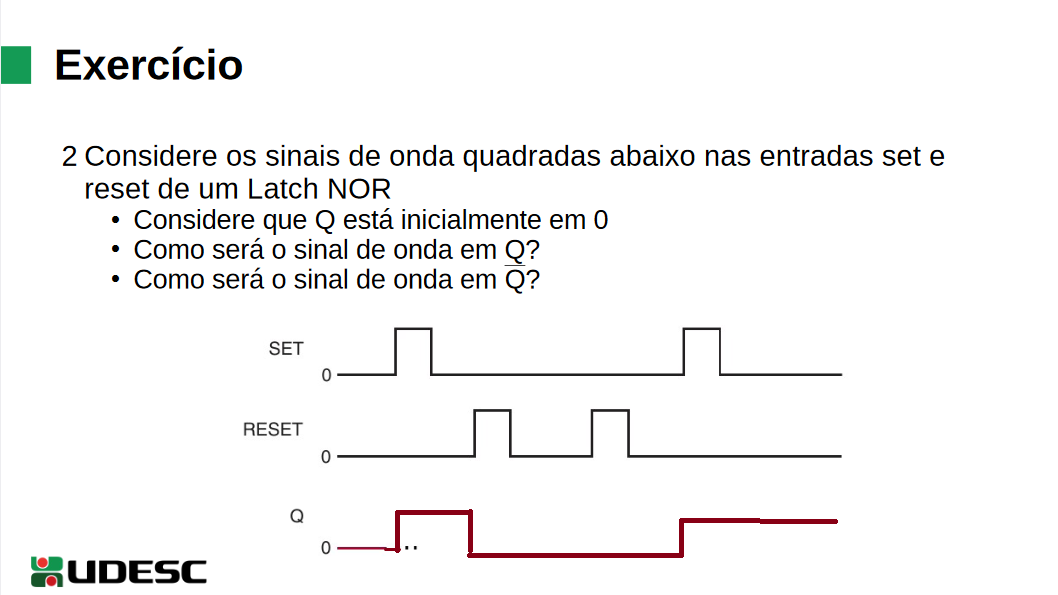 Exercício
2 Considere os sinais de onda quadradas abaixo nas entradas set e
reset de um Latch NOR
• Considere que Q está inicialmente em 0
• Como será o sinal de onda em Q?
• Como será o sinal de onda em Q̅?
SET
0
RESET
0
Q
0
UDESC